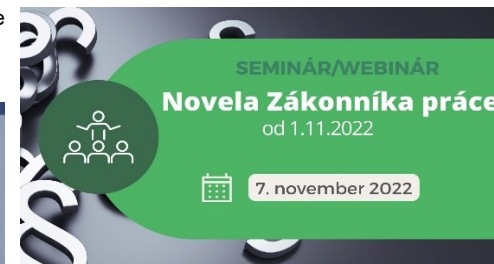 e
SEMINÁR/WEBINÁR
Novela Zákonníka práce
od 1.11.2022
7. november 2022